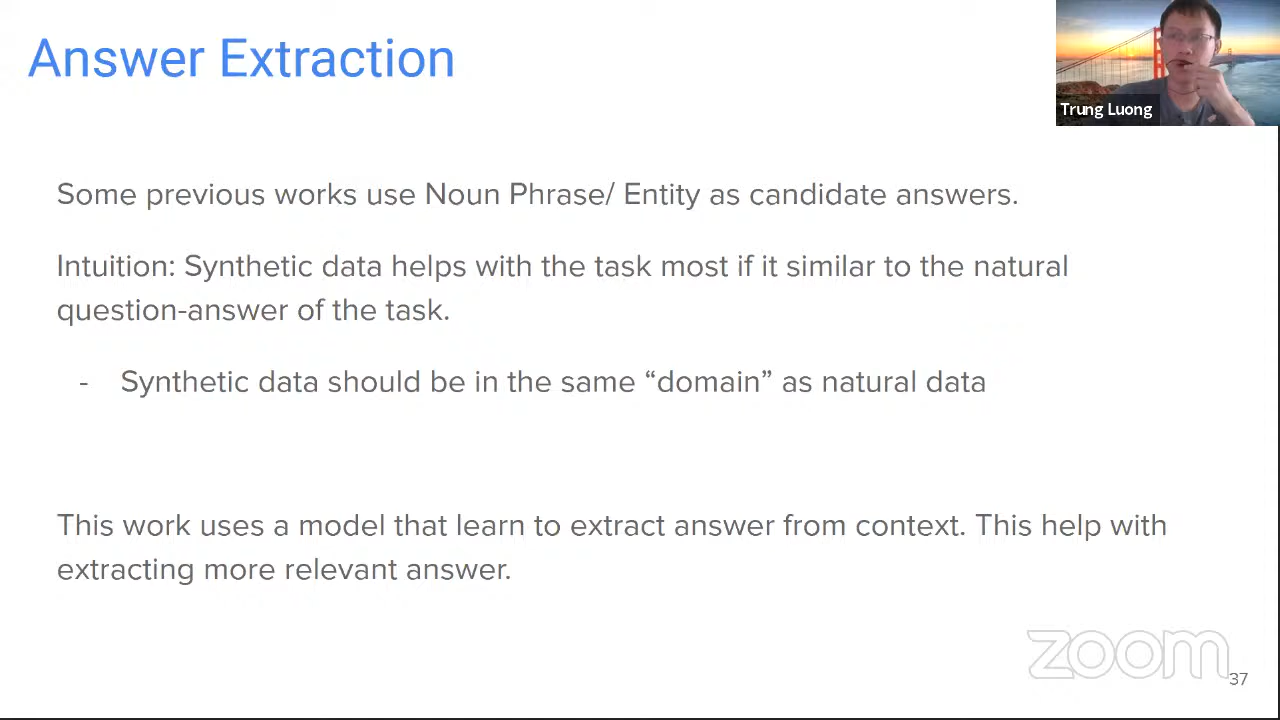 Answer Extraction
Trung Luong
Some previous works use Noun Phrase/ Entity as candidate answers.
Intuition: Synthetic data helps with the task most if it similar to the natural
question-answer of the task.
- Synthetic data should be in the same “domain” as natural data
This work uses a model that learn to extract answer from context. This help with
extracting more relevant answer.
zoom
37